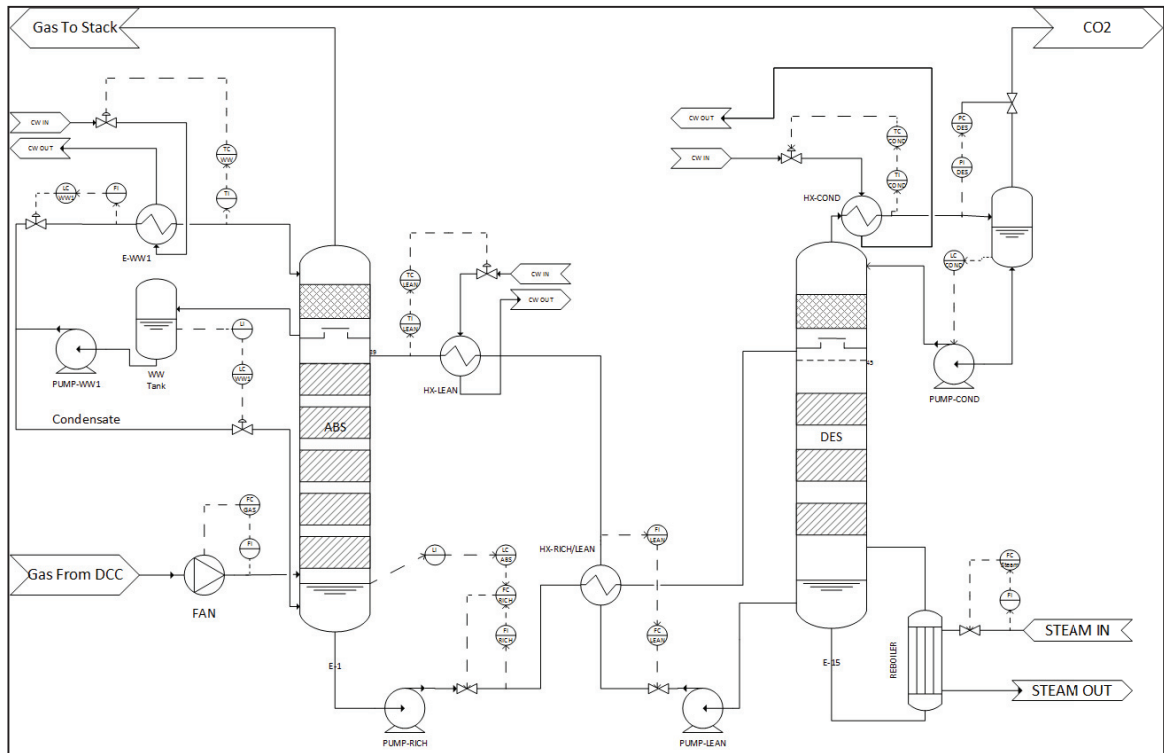 Gas To Stack
CO2
CW IN
CW OUT
TC
WW
TI
LC
WW1
FI
E-WW1
CW OUT
CW IN
TC
COND
TI
COND
HX-COND
PC
DES
PI
DES
LC
COND
TC
LEAN
TI
LEAN
CW IN
CW OUT
HX-LEAN
WW
Tank
PUMP-WW1
LI
LC
WW1
Condensate
ABS
DES
PUMP-COND
FC
GAS
FI
Gas From DCC
FAN
LI
LC
ABS
FC
RICH
FI
RICH
HX-RICH/LEAN
FI
LEAN
FC
LEAN
FC
Steam
FI
STEAM IN
STEAM OUT
REBOILER
E-1
E-15
PUMP-RICH
PUMP-LEAN